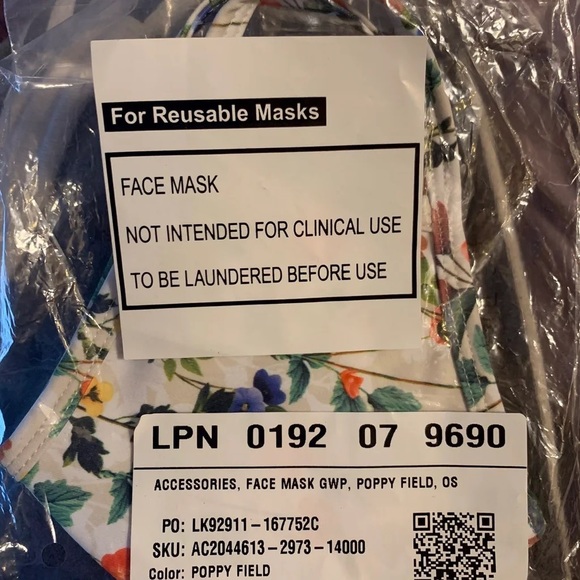 For Reusable Masks
FACE MASK
NOT INTENDED FOR CLINICAL USE
TO BE LAUNDERED BEFORE USE
LPN 0192 07 9690
ACCESSORIES, FACE MASK GWP, POPPY FIELD, OS
PO: LK92911-167752C
SKU: AC2044613-2973-14000
Color: POPPY FIELD